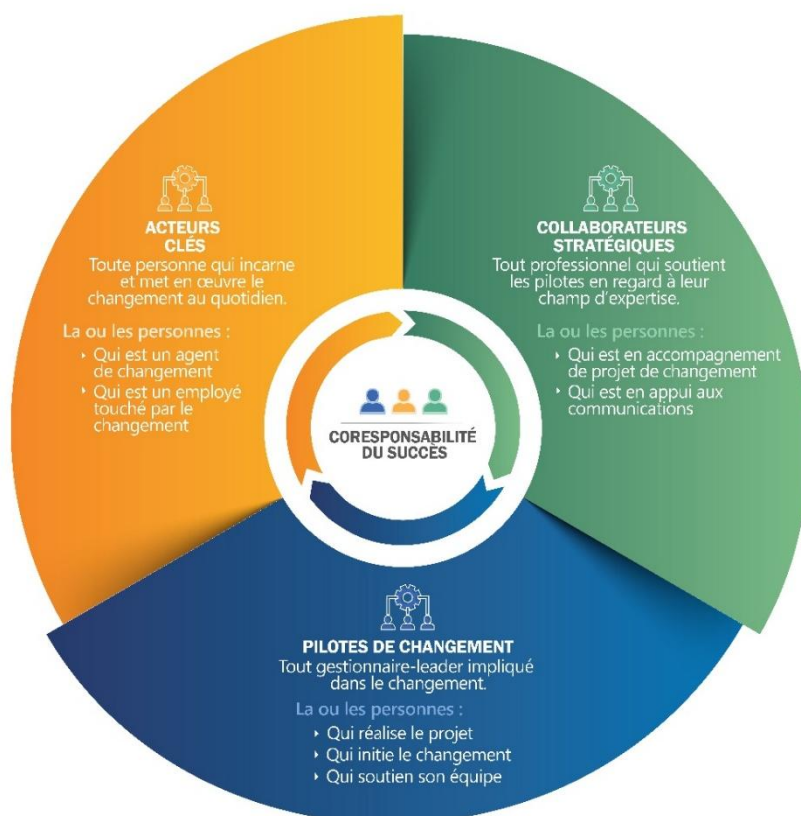 ACTEURS
CLÉS
Toute personne qui incarne
et met en œuvre le
changement au quotidien.
La ou les personnes :
‣ Qui est un agent
de changement
‣ Qui est un employé
touché par le
changement
COLLABORATEURS
STRATÉGIQUES
Tout professionnel qui soutient
les pilotes en regard à leur
champ d'expertise.
La ou les personnes :
‣ Qui est en accompagnement
de projet de changement
‣ Qui est en appui aux
communications
CORESPONSABILITÉ
DU SUCCÈS
PILOTES DE CHANGEMENT
Tout gestionnaire-leader impliqué
dans le changement.
La ou les personnes :
‣ Qui réalise le projet
‣ Qui initie le changement
‣ Qui soutien son équipe